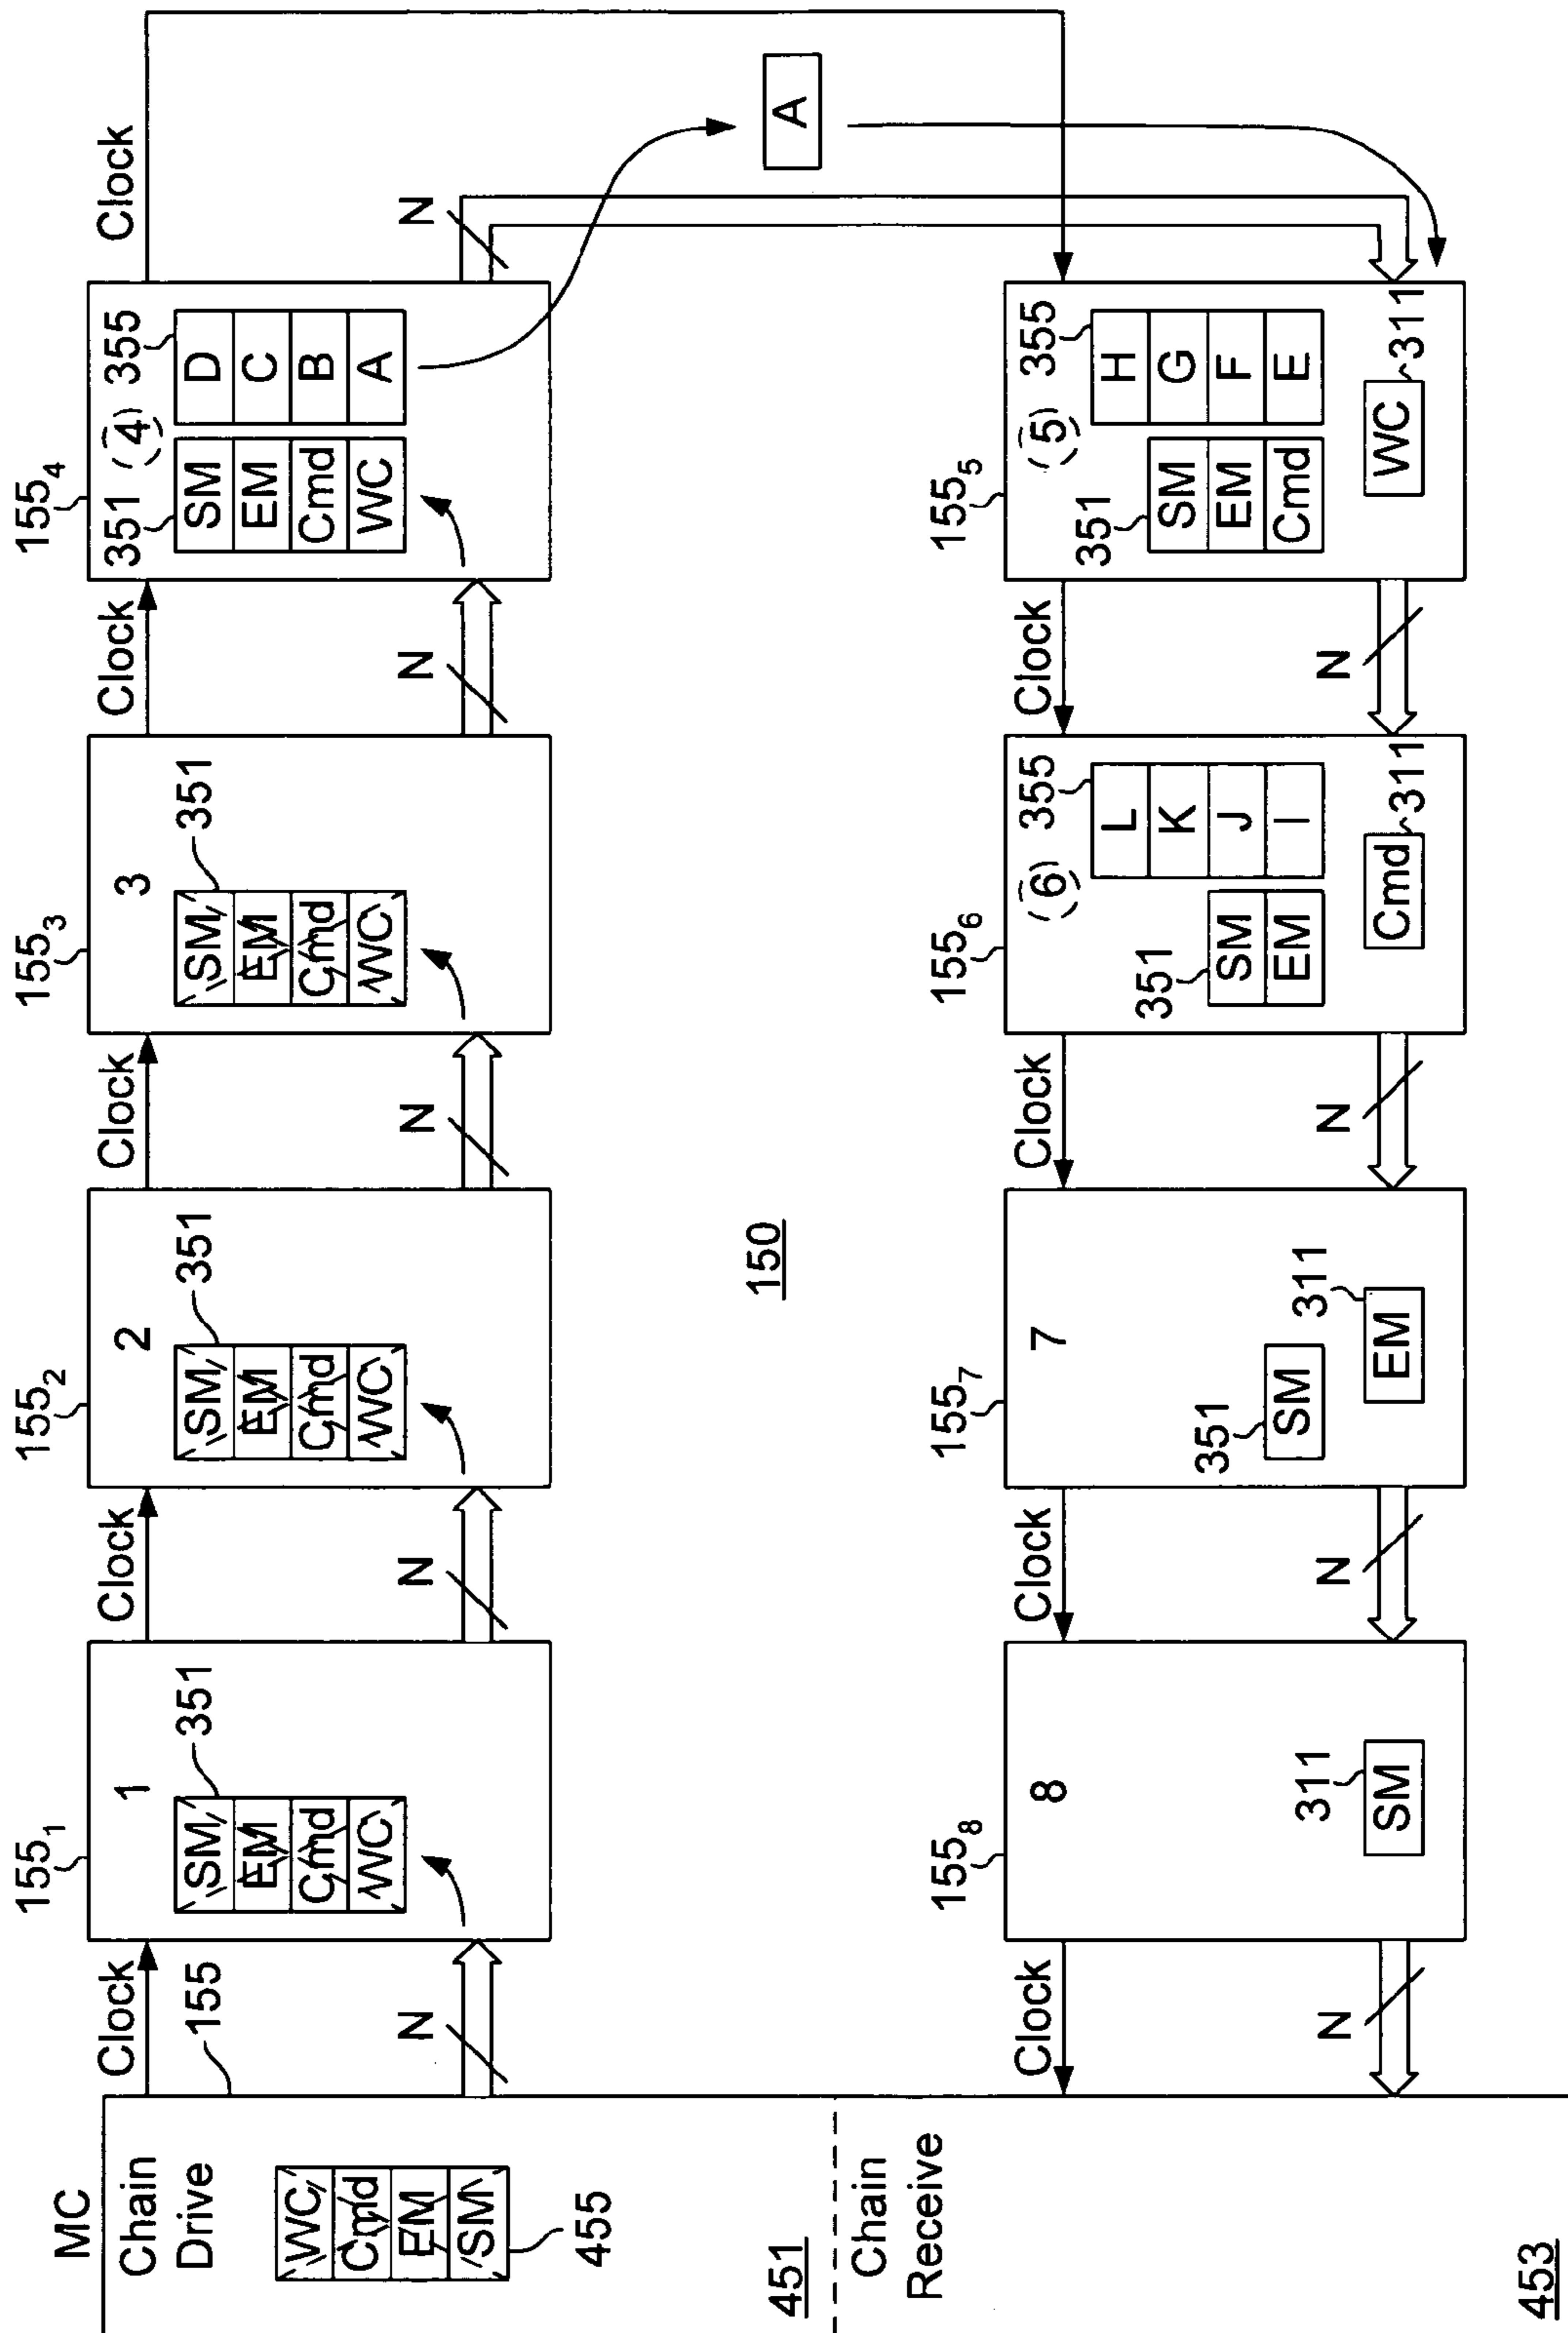 MC
Chain
Drive
WC
Cmd
EM
SM
455
451
155
Clock
N
155₁
1
351
SM
EM
Cmd
WC
Clock
N
155₂
2
351
SM
EM
Cmd
WC
Clock
N
155₃
3
351
SM
EM
Cmd
WC
Clock
N
155₄
351
(4)
355
SM
EM
Cmd
WC
D
C
B
A
Clock
N
A
150
155₅
(5)
351
355
SM
EM
Cmd
H
G
F
E
WC
311
Clock
N
155₆
(6)
351
355
SM
EM
L
K
J
I
Cmd
311
Clock
N
155₇
7
351
SM
311
EM
Clock
N
155₈
8
311
SM
Clock
N
Chain
Receive
453